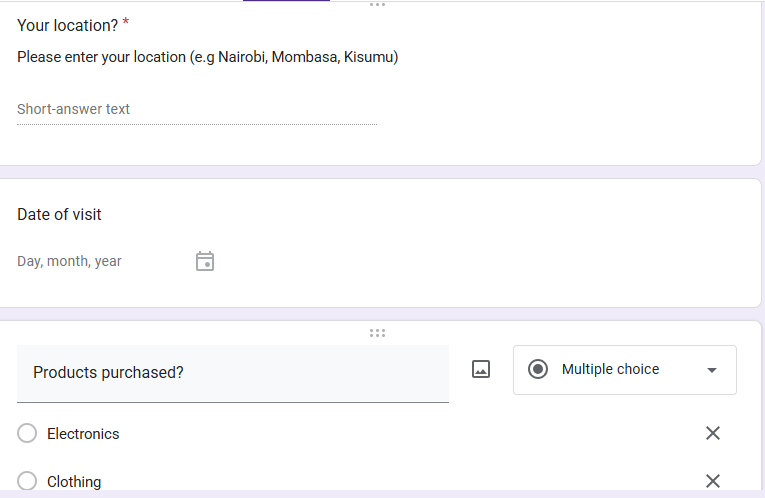 Your location? *
Please enter your location (e.g Nairobi, Mombasa, Kisumu)
Short-answer text
Date of visit
Day, month, year
Products purchased?
Multiple choice
Electronics
Clothing